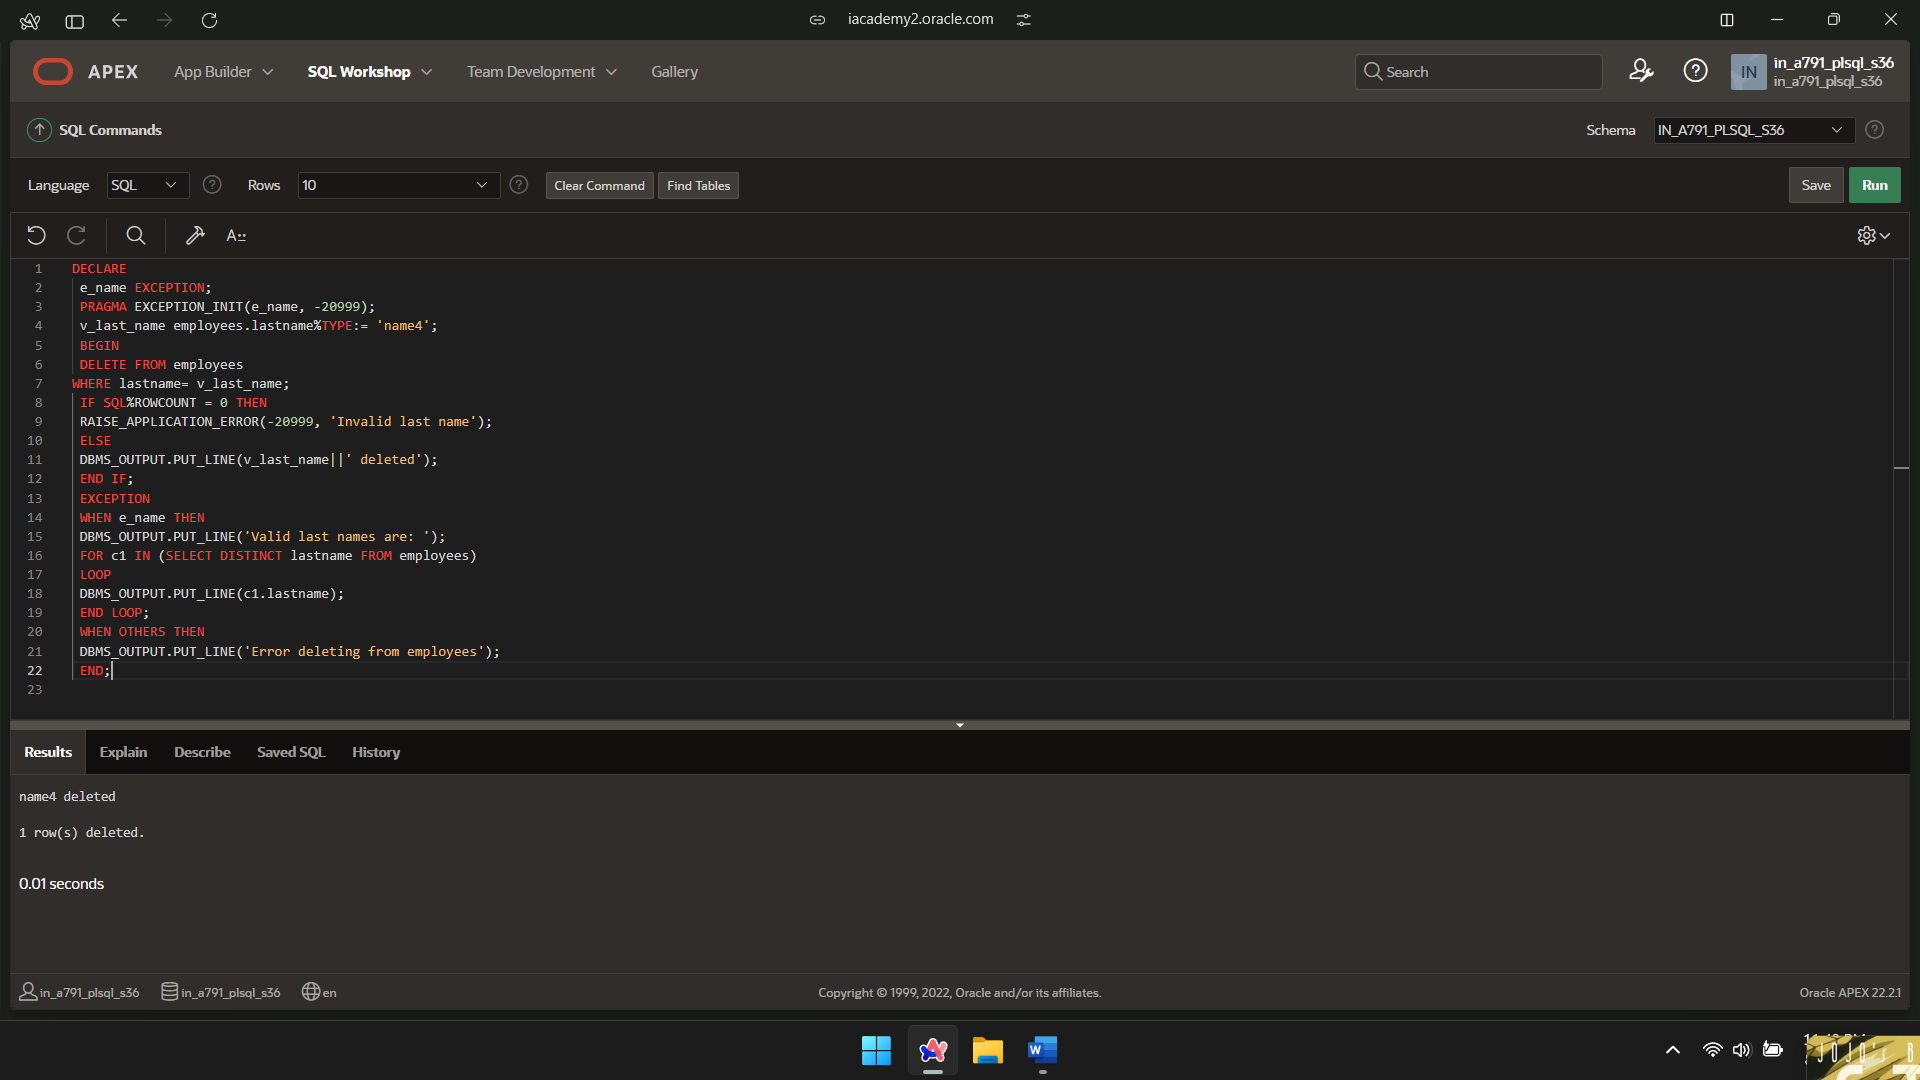 iacademy2.oracle.com
APEX
App Builder
SQL Workshop
Team Development
Gallery
Search
IN
in_a791_plsql_s36
in_a791_plsql_s36
SQL Commands
Schema
IN_A791_PLSQL_S36
Language
SQL
Rows
10
Clear Command
Find Tables
Save
Run
1 DECLARE
2 e_name EXCEPTION;
3 PRAGMA EXCEPTION_INIT(e_name, -20999);
4 v_last_name employees.lastname%TYPE:= 'name4';
5 BEGIN
6 DELETE FROM employees
7 WHERE lastname= v_last_name;
8 IF SQL%ROWCOUNT = 0 THEN
9 RAISE_APPLICATION_ERROR(-20999, 'Invalid last name');
10 ELSE
11 DBMS_OUTPUT.PUT_LINE(v_last_name||' deleted');
12 END IF;
13 EXCEPTION
14 WHEN e_name THEN
15 DBMS_OUTPUT.PUT_LINE('Valid last names are: ');
16 FOR c1 IN (SELECT DISTINCT lastname FROM employees)
17 LOOP
18 DBMS_OUTPUT.PUT_LINE(c1.lastname);
19 END LOOP;
20 WHEN OTHERS THEN
21 DBMS_OUTPUT.PUT_LINE('Error deleting from employees');
22 END;
23
Results
Explain
Describe
Saved SQL
History
name4 deleted
1 row(s) deleted.
0.01 seconds
in_a791_plsql_s36
in_a791_plsql_s36
en
Copyright © 1999, 2022, Oracle and/or its affiliates.
Oracle APEX 22.2.1
JOJO's